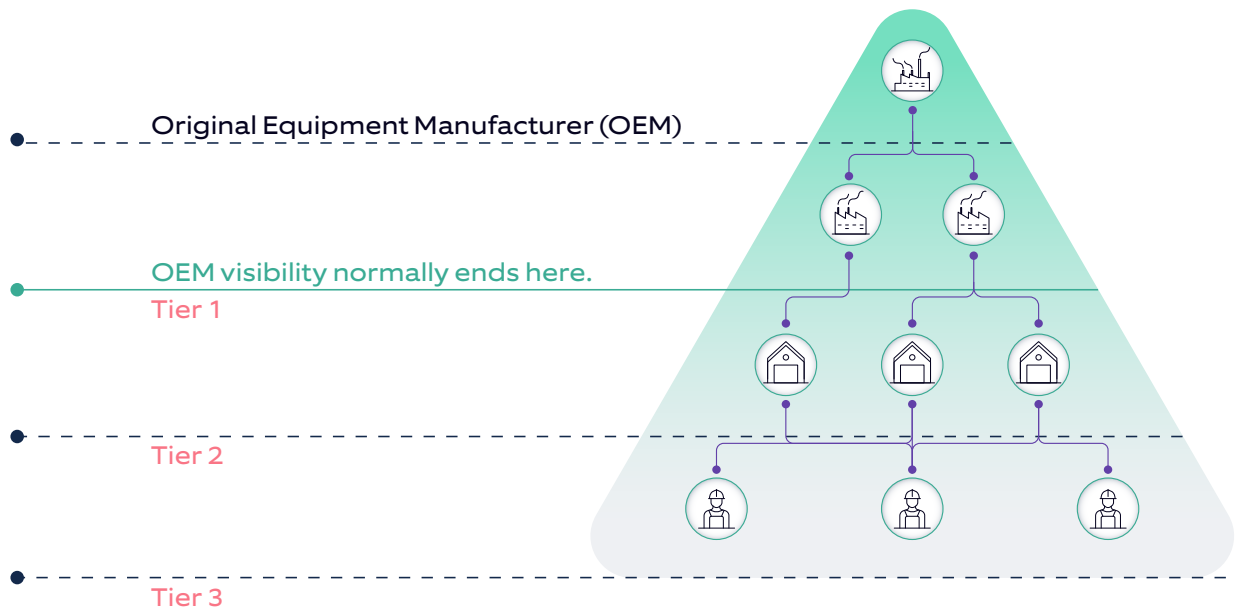 Original Equipment Manufacturer (OEM)
OEM visibility normally ends here.
Tier 1
Tier 2
Tier 3